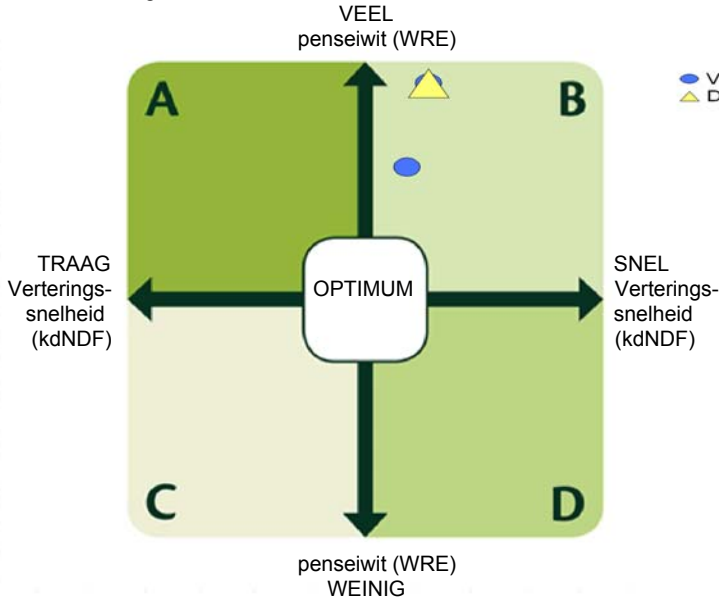 VEEL
penseiwit (WRE)
A
B
V
D
TRAAG
Verterings-
snelheid
(kdNDF)
OPTIMUM
SNEL
Verterings-
snelheid
(kdNDF)
C
D
penseiwit (WRE)
WEINIG